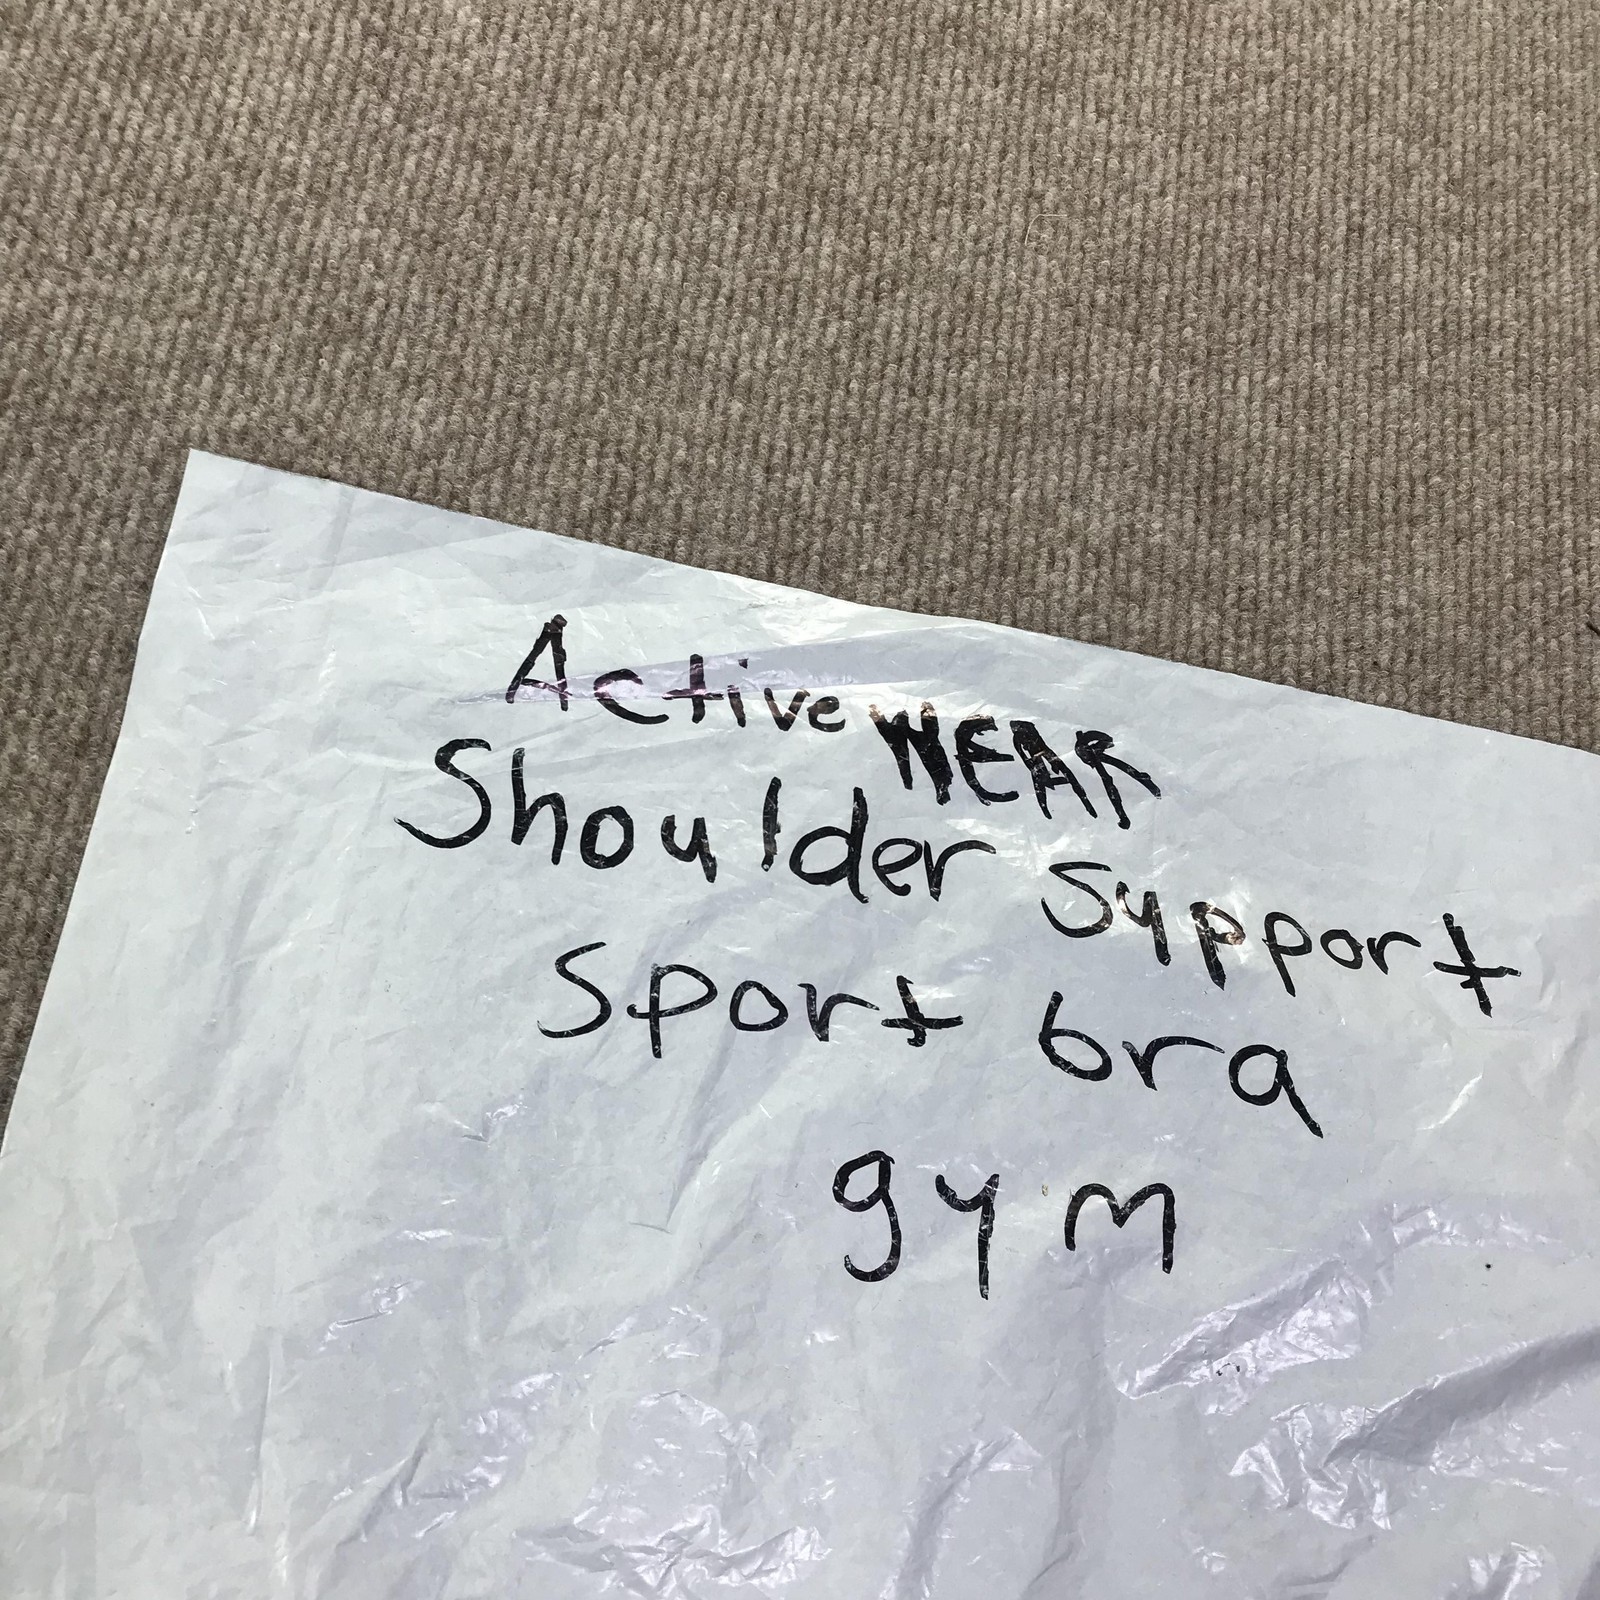 Active WEAR
Shoulder Support
Sport bra
gym